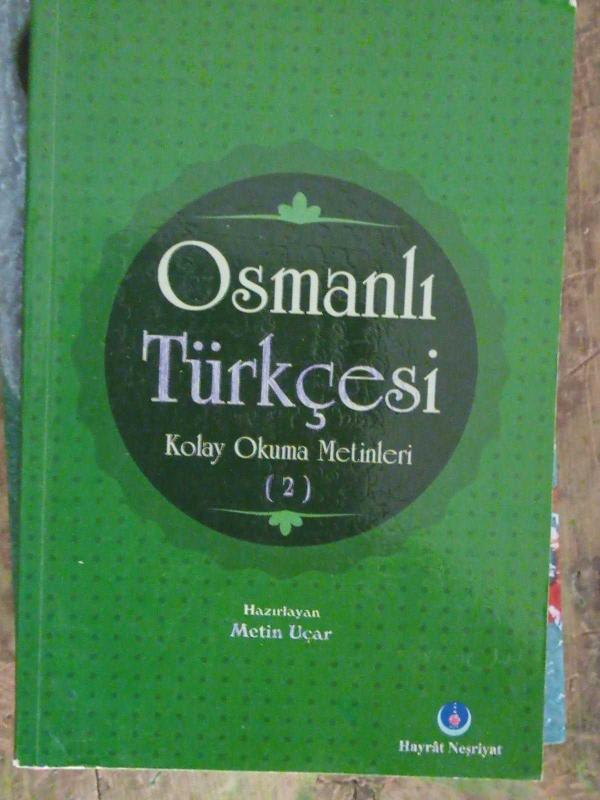 Osmanlı
Türkçesi
Kolay Okuma Metinleri
( 2 )
Hazırlayan
Metin Uçar
Hayrât Neşriyat